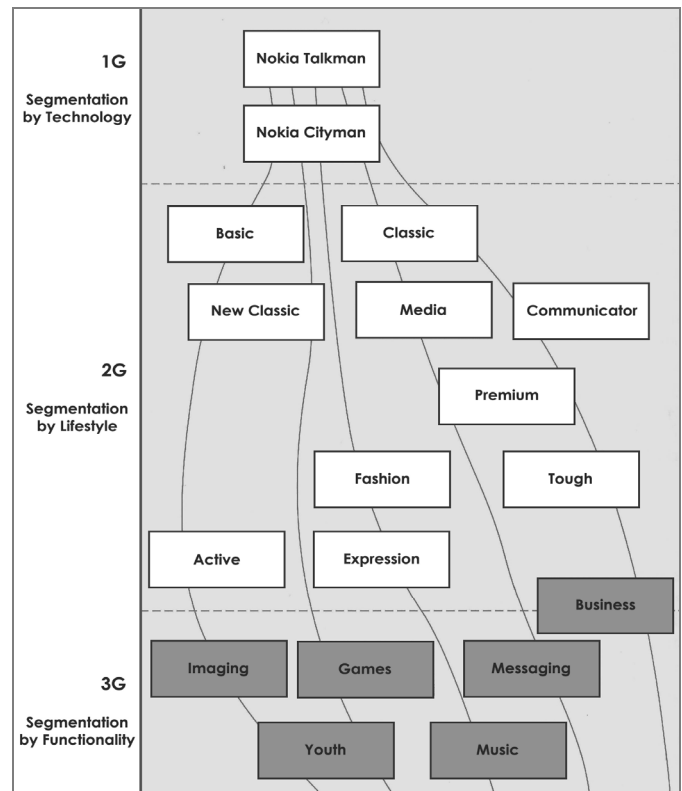 1G
Segmentation
by Technology
Nokia Talkman
Nokia Cityman
2G
Segmentation
by Lifestyle
Basic
Classic
New Classic
Media
Communicator
Premium
Fashion
Tough
Active
Expression
Business
3G
Segmentation
by Functionality
Imaging
Games
Messaging
Youth
Music